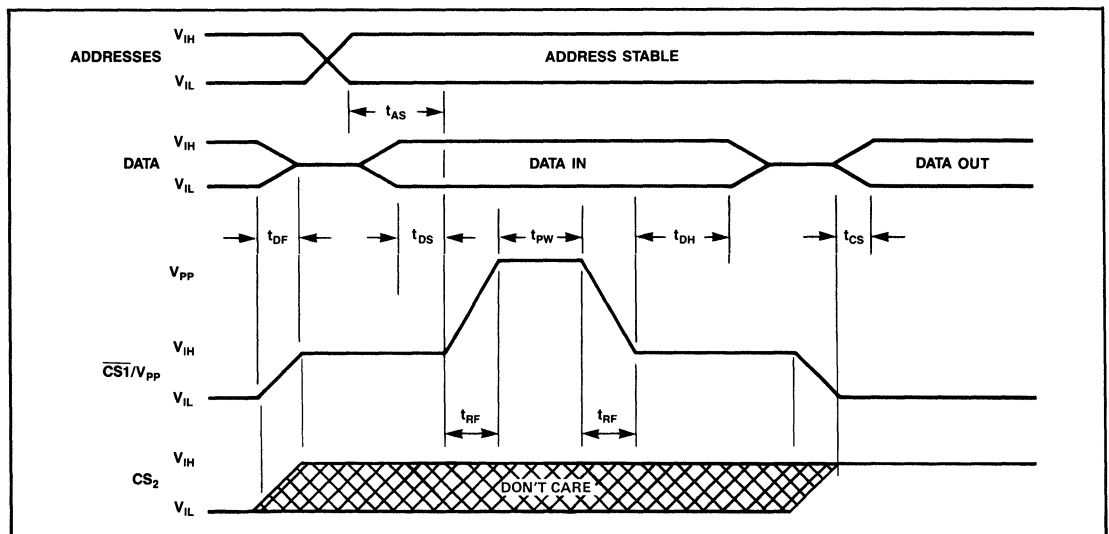 ADDRESSES
VIH
ADDRESS STABLE
VIL
tAS
DATA
VIH
DATA IN
DATA OUT
VIL
tDF
tDS
tPW
tDH
tCS
VPP
VIH
CS1/VPP
VIL
tRF
tRF
VIH
CS2
DON'T CARE
VIL